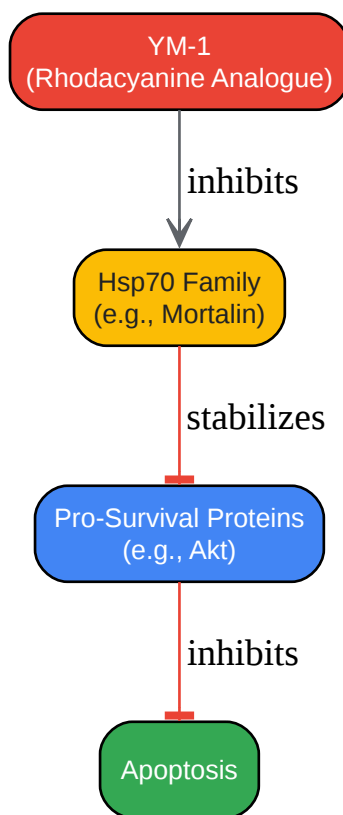 YM-1
(Rhodacyanine Analogue)
inhibits
Hsp70 Family
(e.g., Mortalin)
stabilizes
Pro-Survival Proteins
(e.g., Akt)
inhibits
Apoptosis